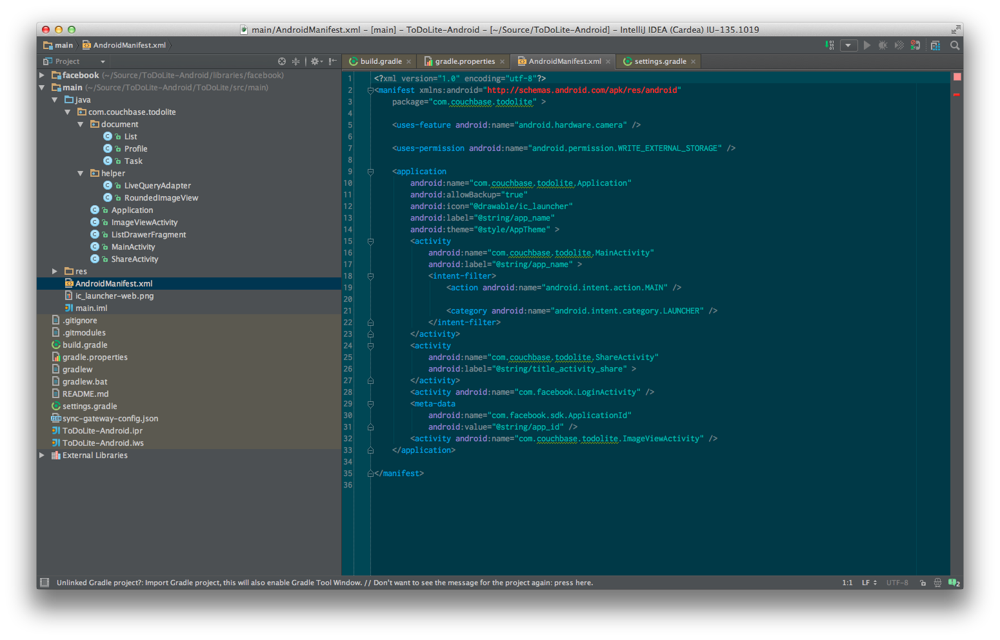 main/AndroidManifest.xml – [main] – ToDoLite-Android – [~/Source/ToDoLite-Android] – IntelliJ IDEA (Cardea) IU-135.1019
main AndroidManifest.xml
Project
build.gradle gradle.properties AndroidManifest.xml settings.gradle
facebook (~/Source/ToDoLite-Android/libraries/facebook)
main (~/Source/ToDoLite-Android/ToDoLite/src/main)
java
com.couchbase.todolite
document
List
Profile
Task
helper
LiveQueryAdapter
RoundedImageView
Application
ImageViewActivity
ListDrawerFragment
MainActivity
ShareActivity
res
AndroidManifest.xml
ic_launcher-web.png
main.iml
.gitignore
.gitmodules
build.gradle
gradle.properties
gradlew
gradlew.bat
README.md
settings.gradle
sync-gateway-config.json
ToDoLite-Android.ipr
ToDoLite-Android.iws
External Libraries
1 <?xml version="1.0" encoding="utf-8"?>
2 <manifest xmlns:android="http://schemas.android.com/apk/res/android"
3 package="com.couchbase.todolite" >
4
5 <uses-feature android:name="android.hardware.camera" />
6
7 <uses-permission android:name="android.permission.WRITE_EXTERNAL_STORAGE" />
8
9 <application
10 android:name="com.couchbase.todolite.Application"
11 android:allowBackup="true"
12 android:icon="@drawable/ic_launcher"
13 android:label="@string/app_name"
14 android:theme="@style/AppTheme" >
15 <activity
16 android:name="com.couchbase.todolite.MainActivity"
17 android:label="@string/app_name" >
18 <intent-filter>
19 <action android:name="android.intent.action.MAIN" />
20
21 <category android:name="android.intent.category.LAUNCHER" />
22 </intent-filter>
23 </activity>
24 <activity
25 android:name="com.couchbase.todolite.ShareActivity"
26 android:label="@string/title_activity_share" >
27 </activity>
28 <activity android:name="com.facebook.LoginActivity" />
29 <meta-data
30 android:name="com.facebook.sdk.ApplicationId"
31 android:value="@string/app_id" />
32 <activity android:name="com.couchbase.todolite.ImageViewActivity" />
33 </application>
34
35 </manifest>
36
Unlinked Gradle project?: Import Gradle project, this will also enable Gradle Tool Window. // Don't want to see the message for the project again: press here. 1:1 LF UTF-8 2